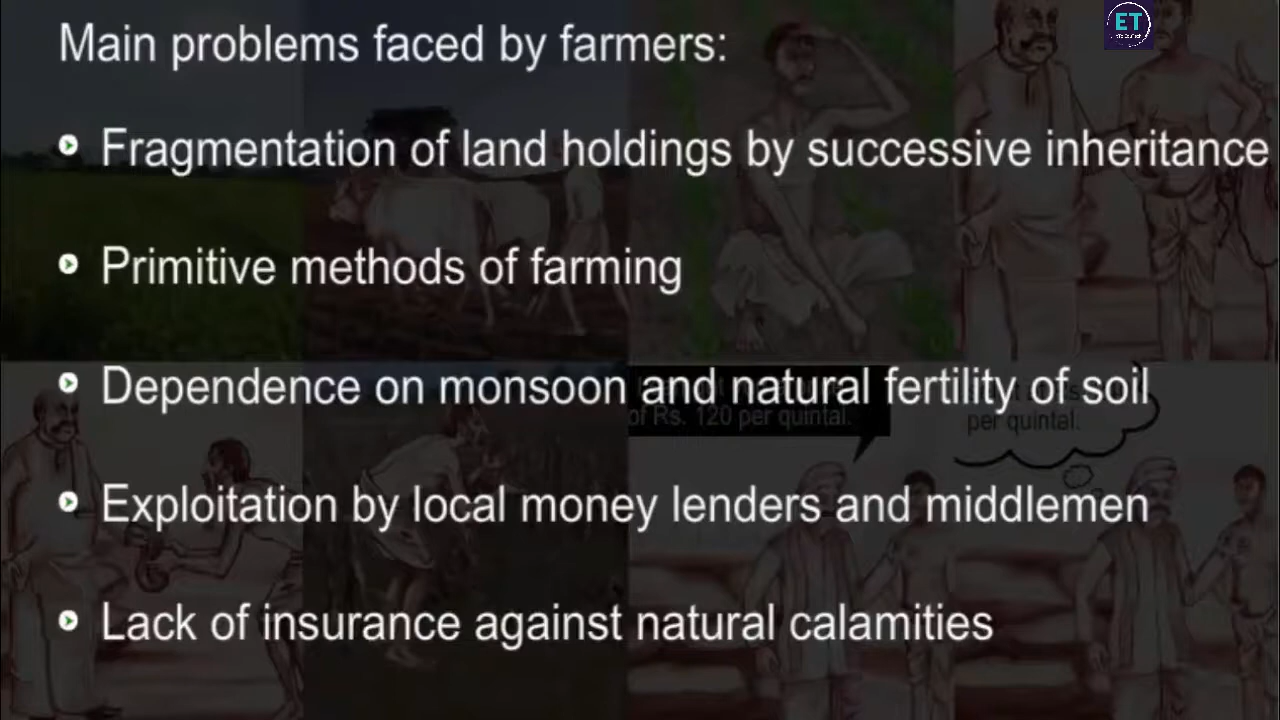 ET
Main problems faced by farmers:
Fragmentation of land holdings by successive inheritance
Primitive methods of farming
Dependence on monsoon and natural fertility of soil
of Rs. 120 per quintal.
per quintal.
Exploitation by local money lenders and middlemen
Lack of insurance against natural calamities